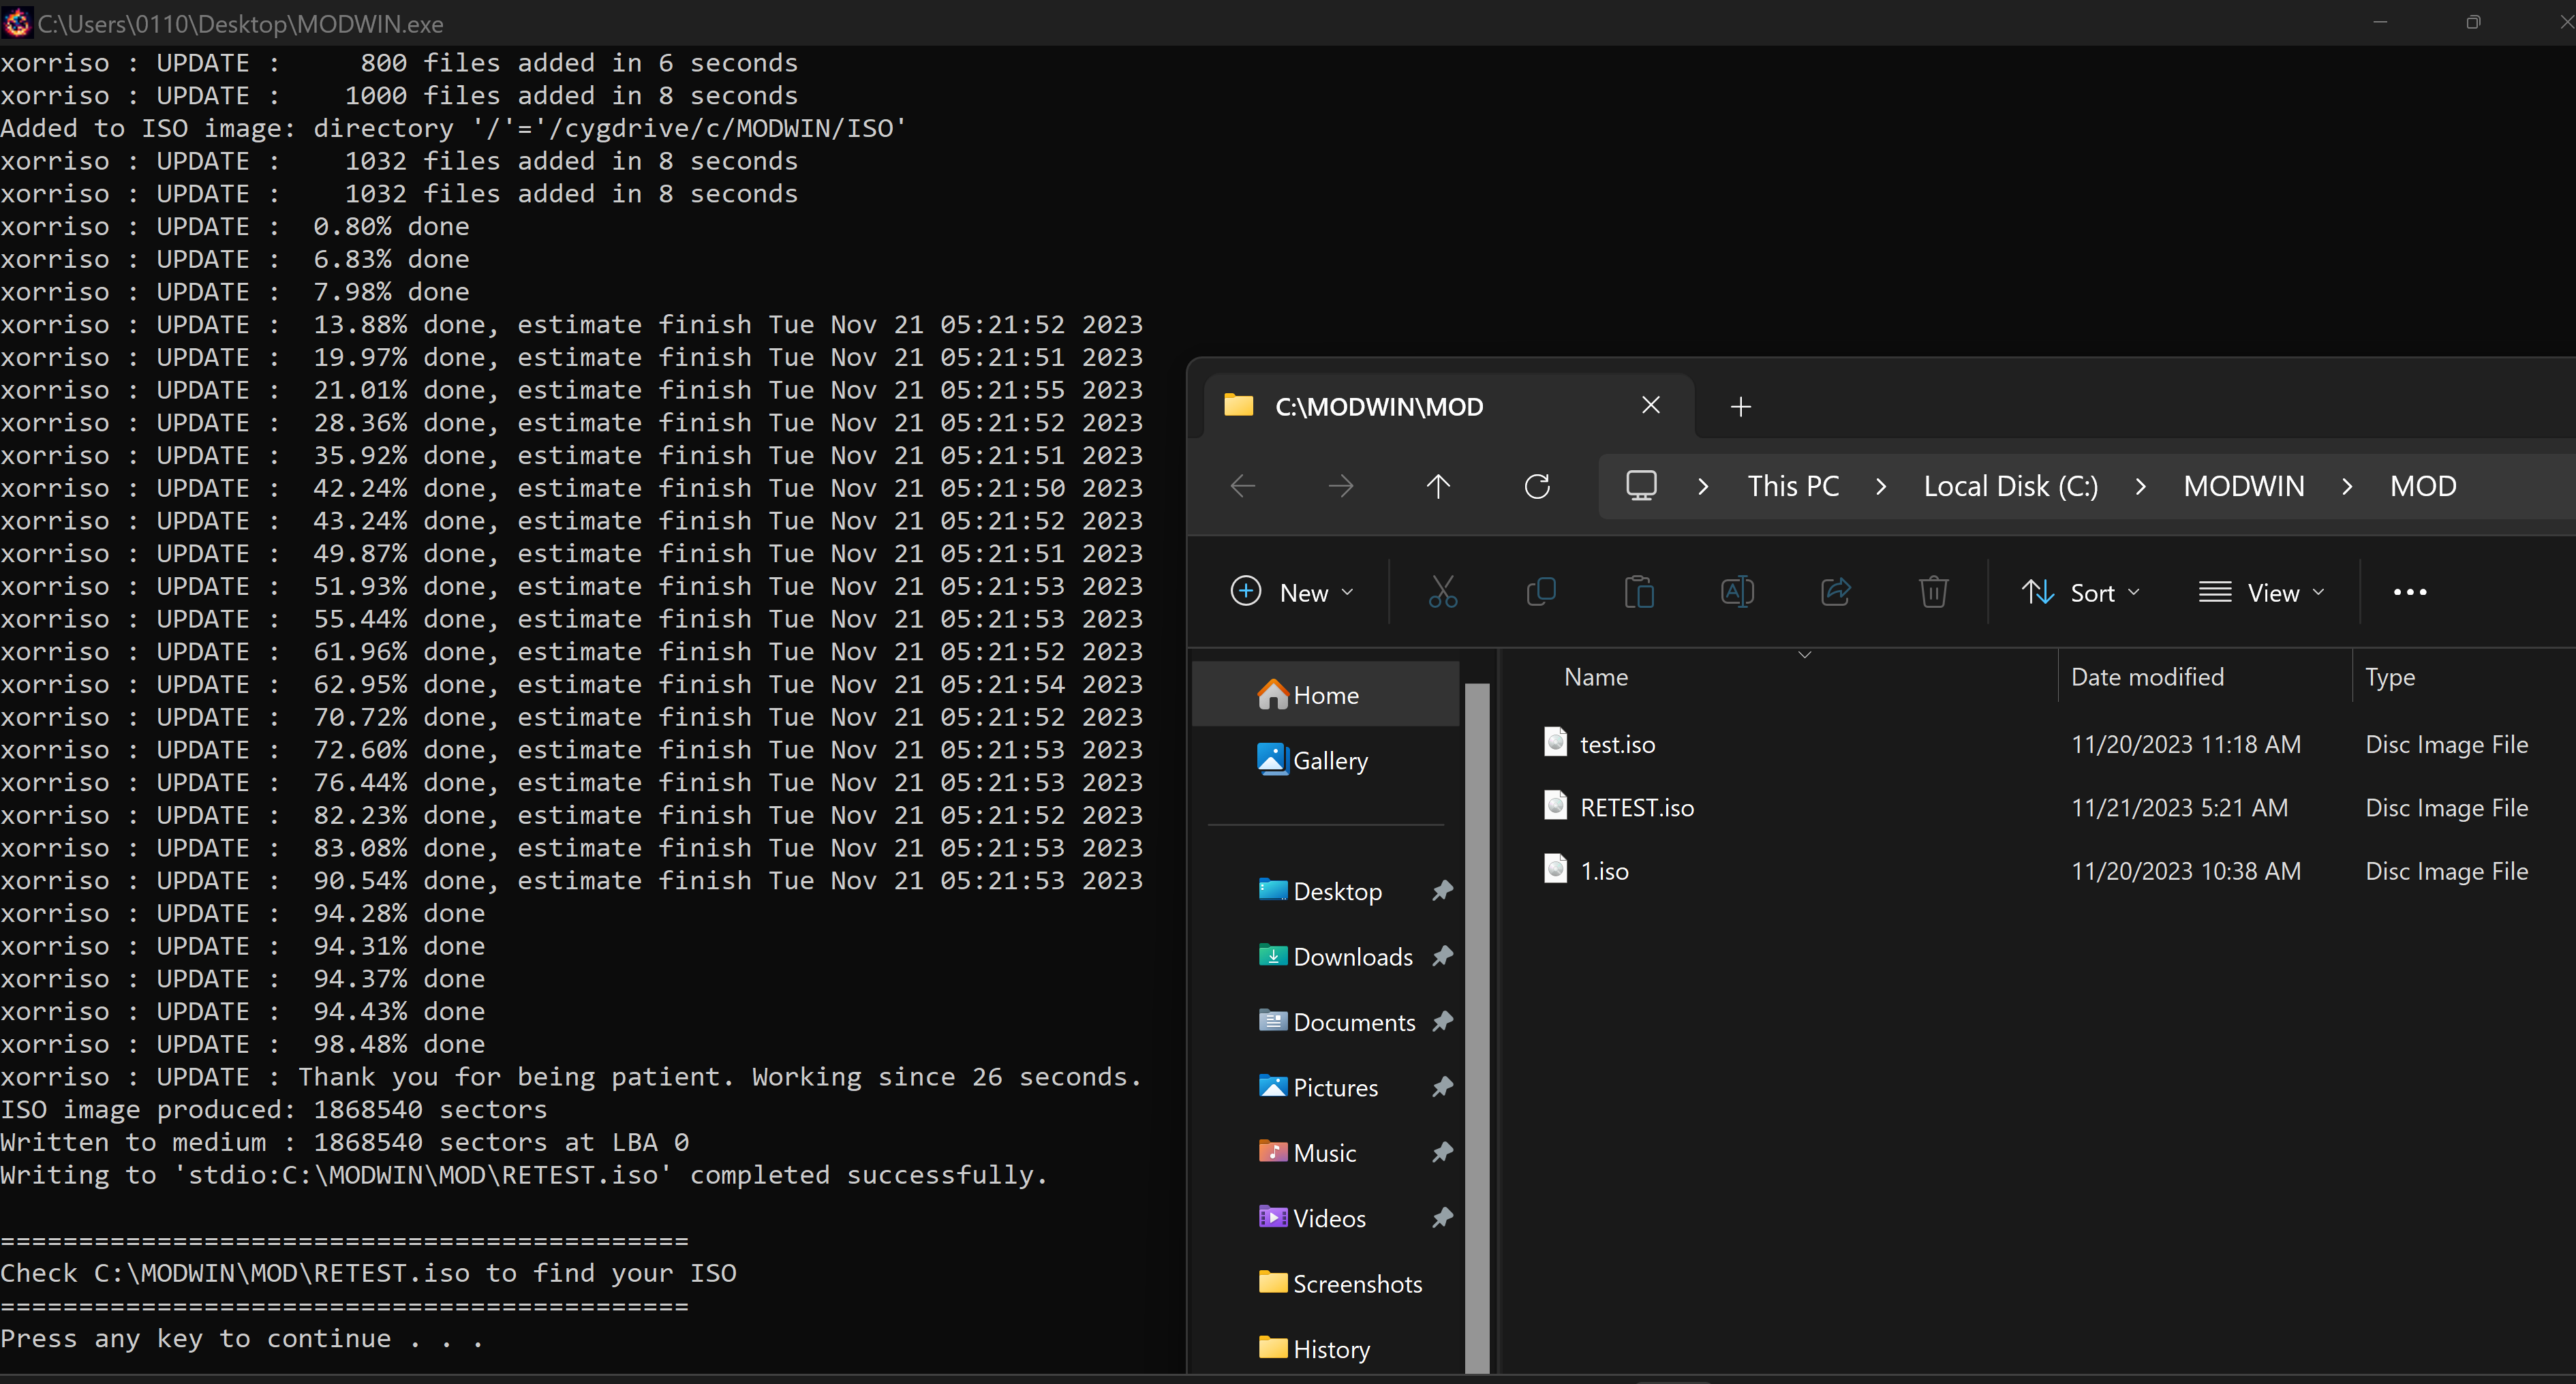 C:\Users\0110\Desktop\MODWIN.exe
xorriso : UPDATE :     800 files added in 6 seconds
xorriso : UPDATE :    1000 files added in 8 seconds
Added to ISO image: directory '/'='/cygdrive/c/MODWIN/ISO'
xorriso : UPDATE :    1032 files added in 8 seconds
xorriso : UPDATE :    1032 files added in 8 seconds
xorriso : UPDATE :  0.80% done
xorriso : UPDATE :  6.83% done
xorriso : UPDATE :  7.98% done
xorriso : UPDATE :  13.88% done, estimate finish Tue Nov 21 05:21:52 2023
xorriso : UPDATE :  19.97% done, estimate finish Tue Nov 21 05:21:51 2023
xorriso : UPDATE :  21.01% done, estimate finish Tue Nov 21 05:21:55 2023
xorriso : UPDATE :  28.36% done, estimate finish Tue Nov 21 05:21:52 2023
xorriso : UPDATE :  35.92% done, estimate finish Tue Nov 21 05:21:51 2023
xorriso : UPDATE :  42.24% done, estimate finish Tue Nov 21 05:21:50 2023
xorriso : UPDATE :  43.24% done, estimate finish Tue Nov 21 05:21:52 2023
xorriso : UPDATE :  49.87% done, estimate finish Tue Nov 21 05:21:51 2023
xorriso : UPDATE :  51.93% done, estimate finish Tue Nov 21 05:21:53 2023
xorriso : UPDATE :  55.44% done, estimate finish Tue Nov 21 05:21:53 2023
xorriso : UPDATE :  61.96% done, estimate finish Tue Nov 21 05:21:52 2023
xorriso : UPDATE :  62.95% done, estimate finish Tue Nov 21 05:21:54 2023
xorriso : UPDATE :  70.72% done, estimate finish Tue Nov 21 05:21:52 2023
xorriso : UPDATE :  72.60% done, estimate finish Tue Nov 21 05:21:53 2023
xorriso : UPDATE :  76.44% done, estimate finish Tue Nov 21 05:21:53 2023
xorriso : UPDATE :  82.23% done, estimate finish Tue Nov 21 05:21:52 2023
xorriso : UPDATE :  83.08% done, estimate finish Tue Nov 21 05:21:53 2023
xorriso : UPDATE :  90.54% done, estimate finish Tue Nov 21 05:21:53 2023
xorriso : UPDATE :  94.28% done
xorriso : UPDATE :  94.31% done
xorriso : UPDATE :  94.37% done
xorriso : UPDATE :  94.43% done
xorriso : UPDATE :  98.48% done
xorriso : UPDATE : Thank you for being patient. Working since 26 seconds.
ISO image produced: 1868540 sectors
Written to medium : 1868540 sectors at LBA 0
Writing to 'stdio:C:\MODWIN\MOD\RETEST.iso' completed successfully.
============================================
Check C:\MODWIN\MOD\RETEST.iso to find your ISO
============================================
Press any key to continue . . .
C:\MODWIN\MOD
This PC > Local Disk (C:) > MODWIN > MOD
New Sort View
Name Date modified Type
test.iso 11/20/2023 11:18 AM Disc Image File
RETEST.iso 11/21/2023 5:21 AM Disc Image File
1.iso 11/20/2023 10:38 AM Disc Image File
Home
Gallery
Desktop
Downloads
Documents
Pictures
Music
Videos
Screenshots
History